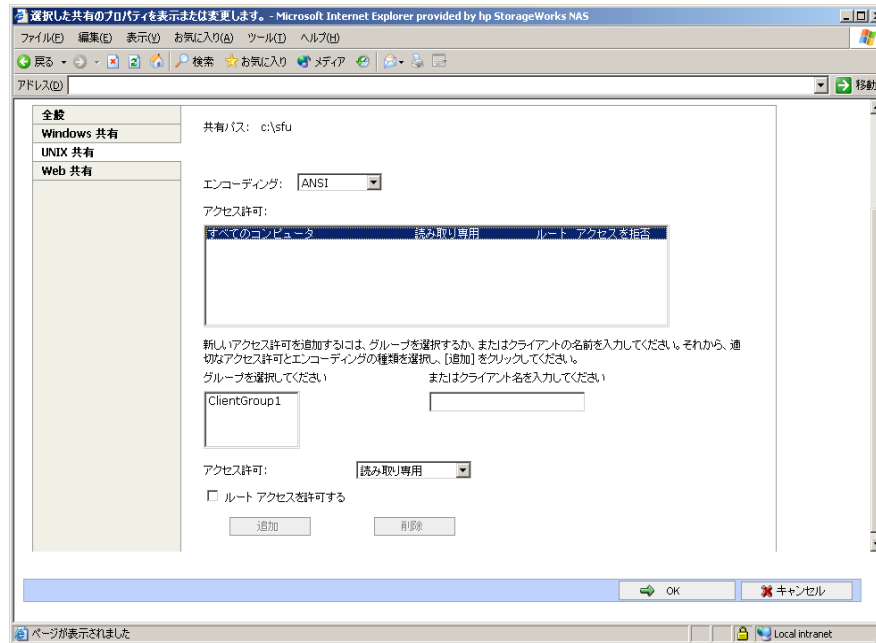 選択した共有のプロパティを表示または変更します。 - Microsoft Internet Explorer provided by hp StorageWorks NAS
ファイル(F) 編集(E) 表示(V) お気に入り(A) ツール(T) ヘルプ(H)
戻る 検索 お気に入り メディア
アドレス(D) 移動
全般
Windows 共有
UNIX 共有
Web 共有
共有パス: c:\sfu
エンコーディング: ANSI
アクセス許可:
すべてのコンピュータ 読み取り専用 ルート アクセスを拒否
新しいアクセス許可を追加するには、グループを選択するか、またはクライアントの名前を入力してください。それから、適
切なアクセス許可とエンコーディングの種類を選択し、[追加] をクリックしてください。
グループを選択してください またはクライアント名を入力してください
ClientGroup1
アクセス許可: 読み取り専用
ルート アクセスを許可する
追加 削除
OK キャンセル
ページが表示されました Local intranet